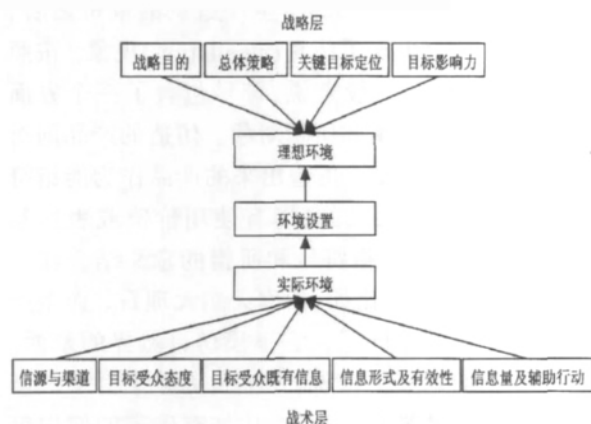 战略层
战略目的 总体策略 关键目标定位 目标影响力
理想环境
环境设置
实际环境
信源与渠道 目标受众态度 目标受众既有信息 信息形式及有效性 信息量及辅助行动
战术层